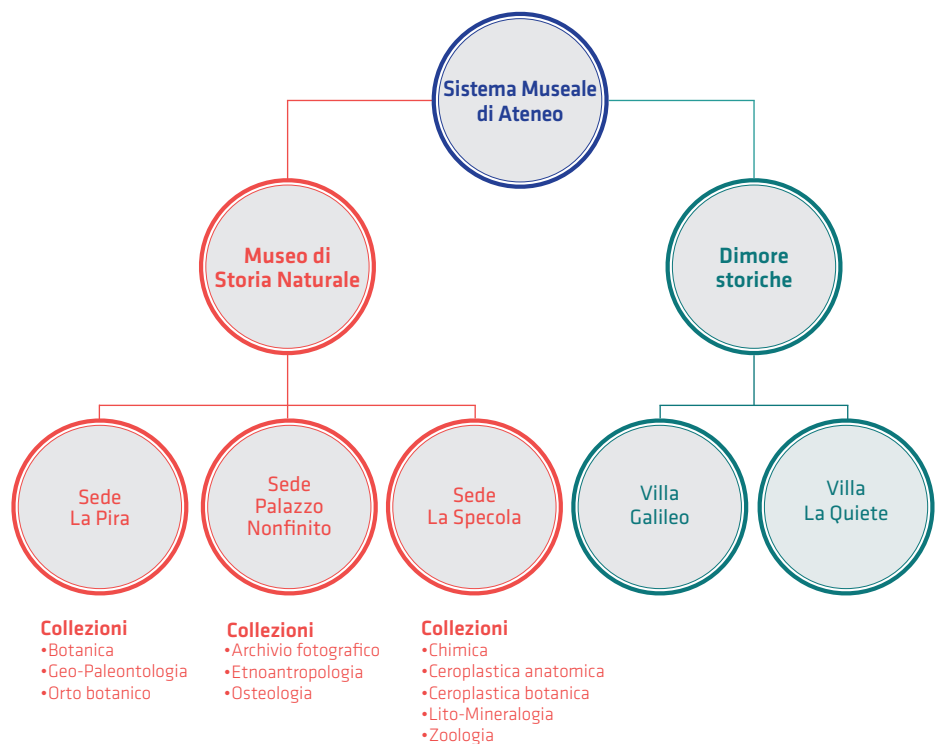 Sistema Museale
di Ateneo
Museo di
Storia Naturale
Dimore
storiche
Sede
La Pira
Sede
Palazzo
Nonfinito
Sede
La Specola
Villa
Galileo
Villa
La Quiete
Collezioni
•Botanica
•Geo-Paleontologia
•Orto botanico
Collezioni
•Archivio fotografico
•Etnoantropologia
•Osteologia
Collezioni
•Chimica
•Ceroplastica anatomica
•Ceroplastica botanica
•Lito-Mineralogia
•Zoologia